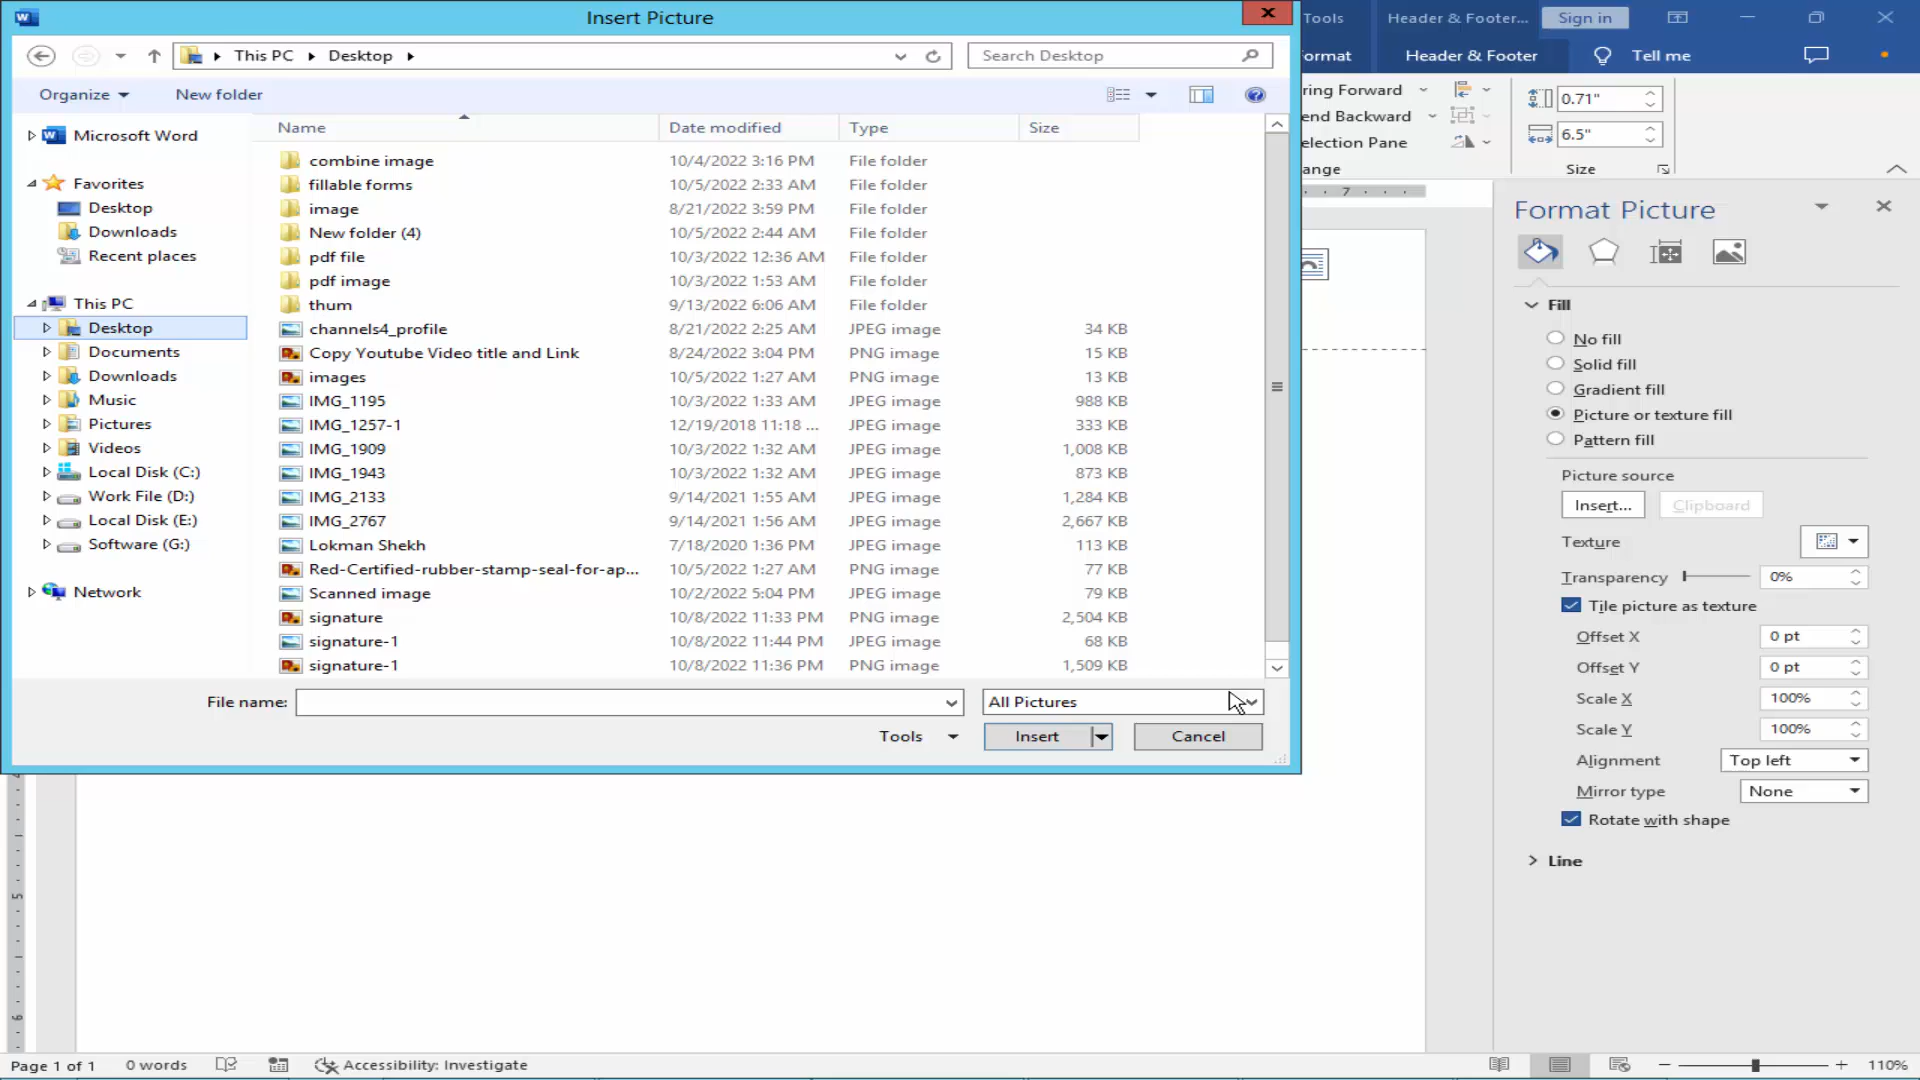 Insert Picture
Tools
Header & Footer...
Sign in
This PC
Desktop
Search Desktop
ormat
Header & Footer
Tell me
Organize
New folder
ring Forward
end Backward
election Pane
ange
0.71"
6.5"
Size
Name
Date modified
Type
Size
Microsoft Word
Favorites
Desktop
Downloads
Recent places
This PC
Desktop
Documents
Downloads
Music
Pictures
Videos
Local Disk (C:)
Work File (D:)
Local Disk (E:)
Software (G:)
Network
combine image 10/4/2022 3:16 PM File folder
fillable forms 10/5/2022 2:33 AM File folder
image 8/21/2022 3:59 PM File folder
New folder (4) 10/5/2022 2:44 AM File folder
pdf file 10/3/2022 12:36 AM File folder
pdf image 10/3/2022 1:53 AM File folder
thum 9/13/2022 6:06 AM File folder
channels4_profile 8/21/2022 2:25 AM JPEG image 34 KB
Copy Youtube Video title and Link 8/24/2022 3:04 PM PNG image 15 KB
images 10/5/2022 1:27 AM PNG image 13 KB
IMG_1195 10/3/2022 1:33 AM JPEG image 988 KB
IMG_1257-1 12/19/2018 11:18 ... JPEG image 333 KB
IMG_1909 10/3/2022 1:32 AM JPEG image 1,008 KB
IMG_1943 10/3/2022 1:32 AM JPEG image 873 KB
IMG_2133 9/14/2021 1:55 AM JPEG image 1,284 KB
IMG_2767 9/14/2021 1:56 AM JPEG image 2,667 KB
Lokman Shekh 7/18/2020 1:36 PM JPEG image 113 KB
Red-Certified-rubber-stamp-seal-for-ap... 10/5/2022 1:27 AM PNG image 77 KB
Scanned image 10/2/2022 5:04 PM JPEG image 79 KB
signature 10/8/2022 11:33 PM PNG image 2,504 KB
signature-1 10/8/2022 11:44 PM JPEG image 68 KB
signature-1 10/8/2022 11:36 PM PNG image 1,509 KB
File name:
All Pictures
Tools
Insert
Cancel
7
Format Picture
Fill
No fill
Solid fill
Gradient fill
Picture or texture fill
Pattern fill
Picture source
Insert...
Clipboard
Texture
Transparency 0%
Tile picture as texture
Offset X 0 pt
Offset Y 0 pt
Scale X 100%
Scale Y 100%
Alignment Top left
Mirror type None
Rotate with shape
Line
5
6
Page 1 of 1
0 words
Accessibility: Investigate
110%